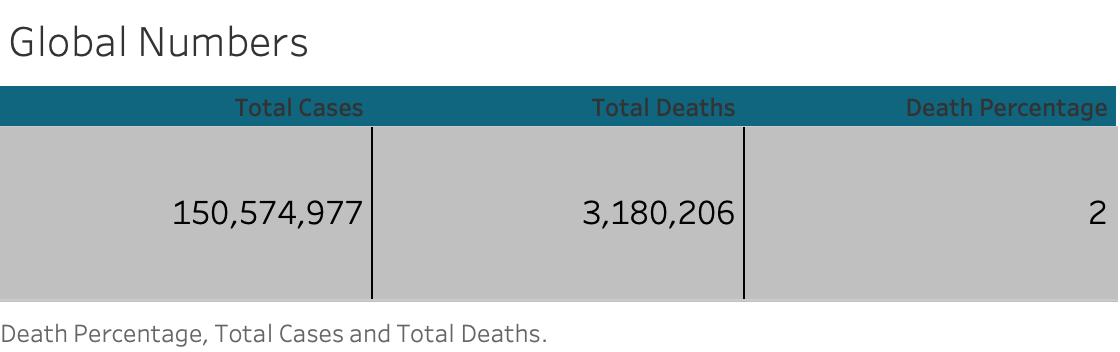 Global Numbers
Total Cases Total Deaths Death Percentage
150,574,977 3,180,206 2
Death Percentage, Total Cases and Total Deaths.